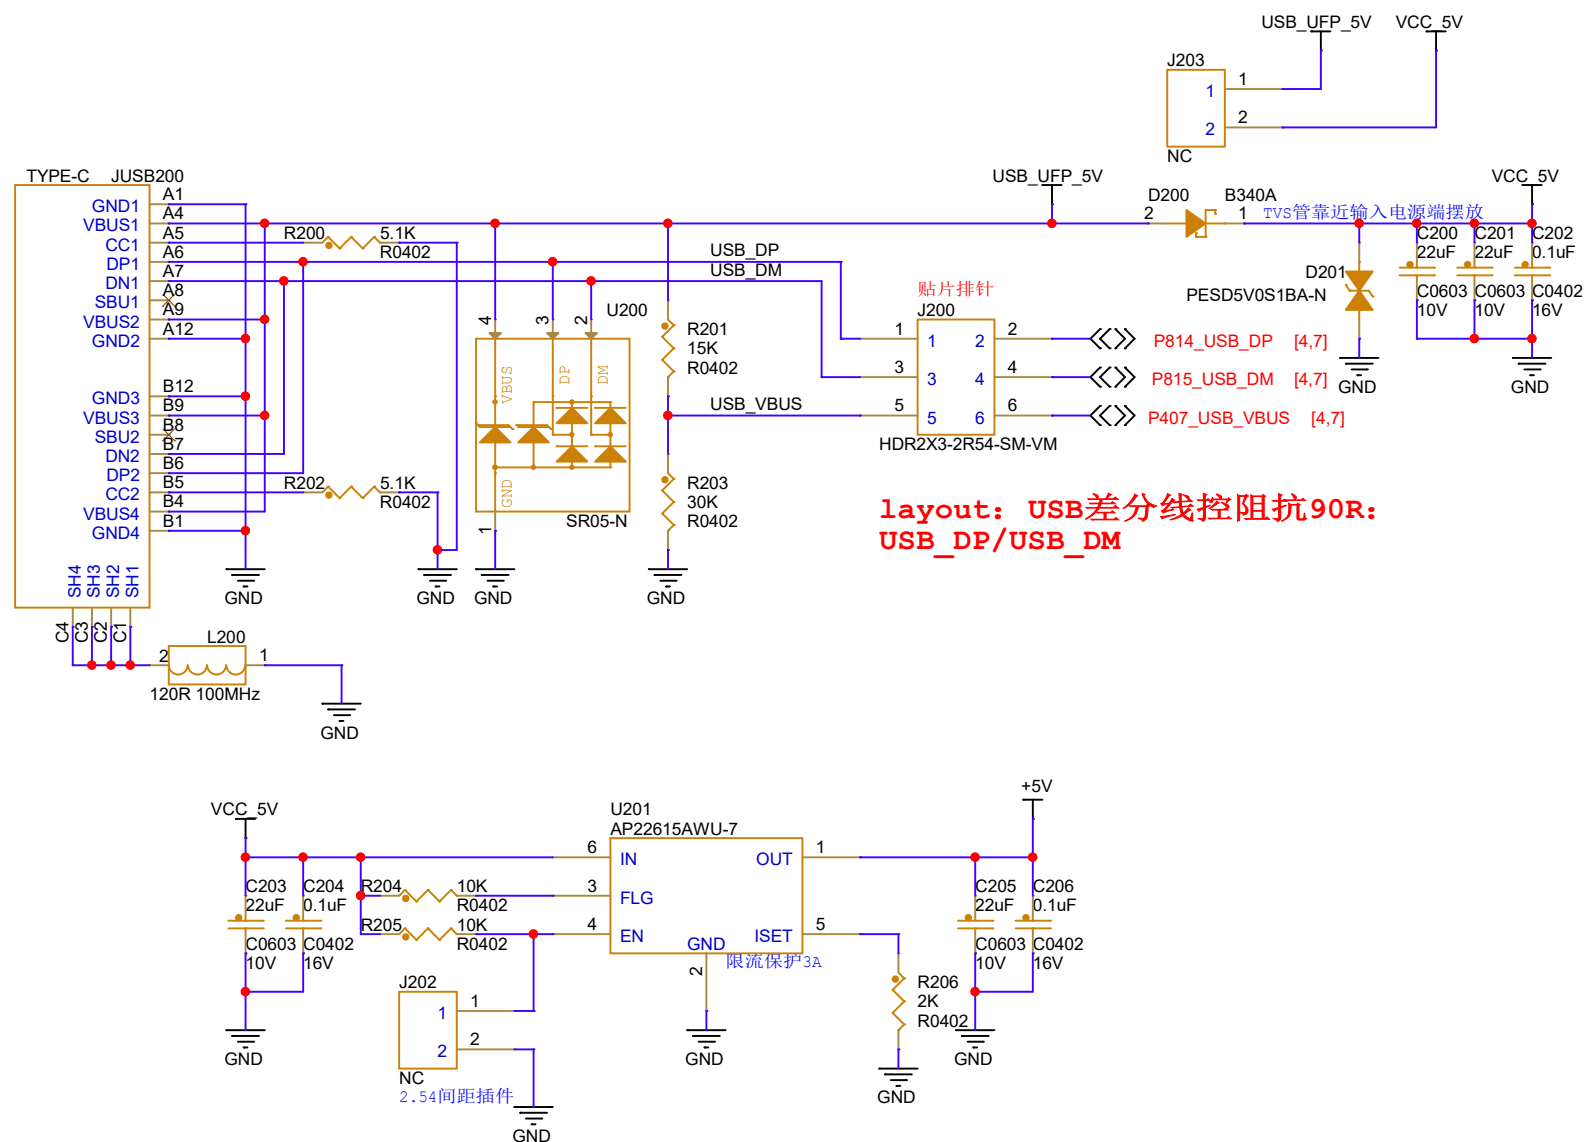 USB_UFP_5V
VCC_5V
J203
1
1
2
2
NC
TYPE-C
JUSB200
GND1
A1
VBUS1
A4
CC1
A5
DP1
A6
DN1
A7
SBU1
A8
VBUS2
A9
GND2
A12
GND3
B12
VBUS3
B9
SBU2
B8
DN2
B7
DP2
B6
CC2
B5
VBUS4
B4
GND4
B1
SH4
SH3
SH2
SH1
C4
C3
C2
C1
R200
5.1K
R0402
R202
5.1K
R0402
GND
GND
L200
2
1
120R 100MHz
GND
USB_DP
USB_DM
U200
4
3
2
VBUS
DP
DM
GND
1
SR05-N
GND
R201
15K
R0402
USB_VBUS
R203
30K
R0402
GND
USB_UFP_5V
贴片排针
J200
1
1
2
2
3
3
4
4
5
5
6
6
HDR2X3-2R54-SM-VM
P814_USB_DP [4,7]
P815_USB_DM [4,7]
P407_USB_VBUS [4,7]
layout: USB差分线控阻抗90R:
USB_DP/USB_DM
D200
B340A
2
1
TVS管靠近输入电源端摆放
VCC_5V
D201
PESD5V0S1BA-N
GND
C200
22uF
C0603
10V
C201
22uF
C0603
10V
C202
0.1uF
C0402
16V
GND
VCC_5V
C203
22uF
C0603
10V
C204
0.1uF
C0402
16V
GND
R204
10K
R0402
R205
10K
R0402
U201
AP22615AWU-7
6
IN
3
FLG
4
EN
GND
2
OUT
1
ISET
5
限流保护3A
GND
J202
1
1
2
2
NC
2.54间距插件
GND
R206
2K
R0402
GND
+5V
C205
22uF
C0603
10V
C206
0.1uF
C0402
16V
GND